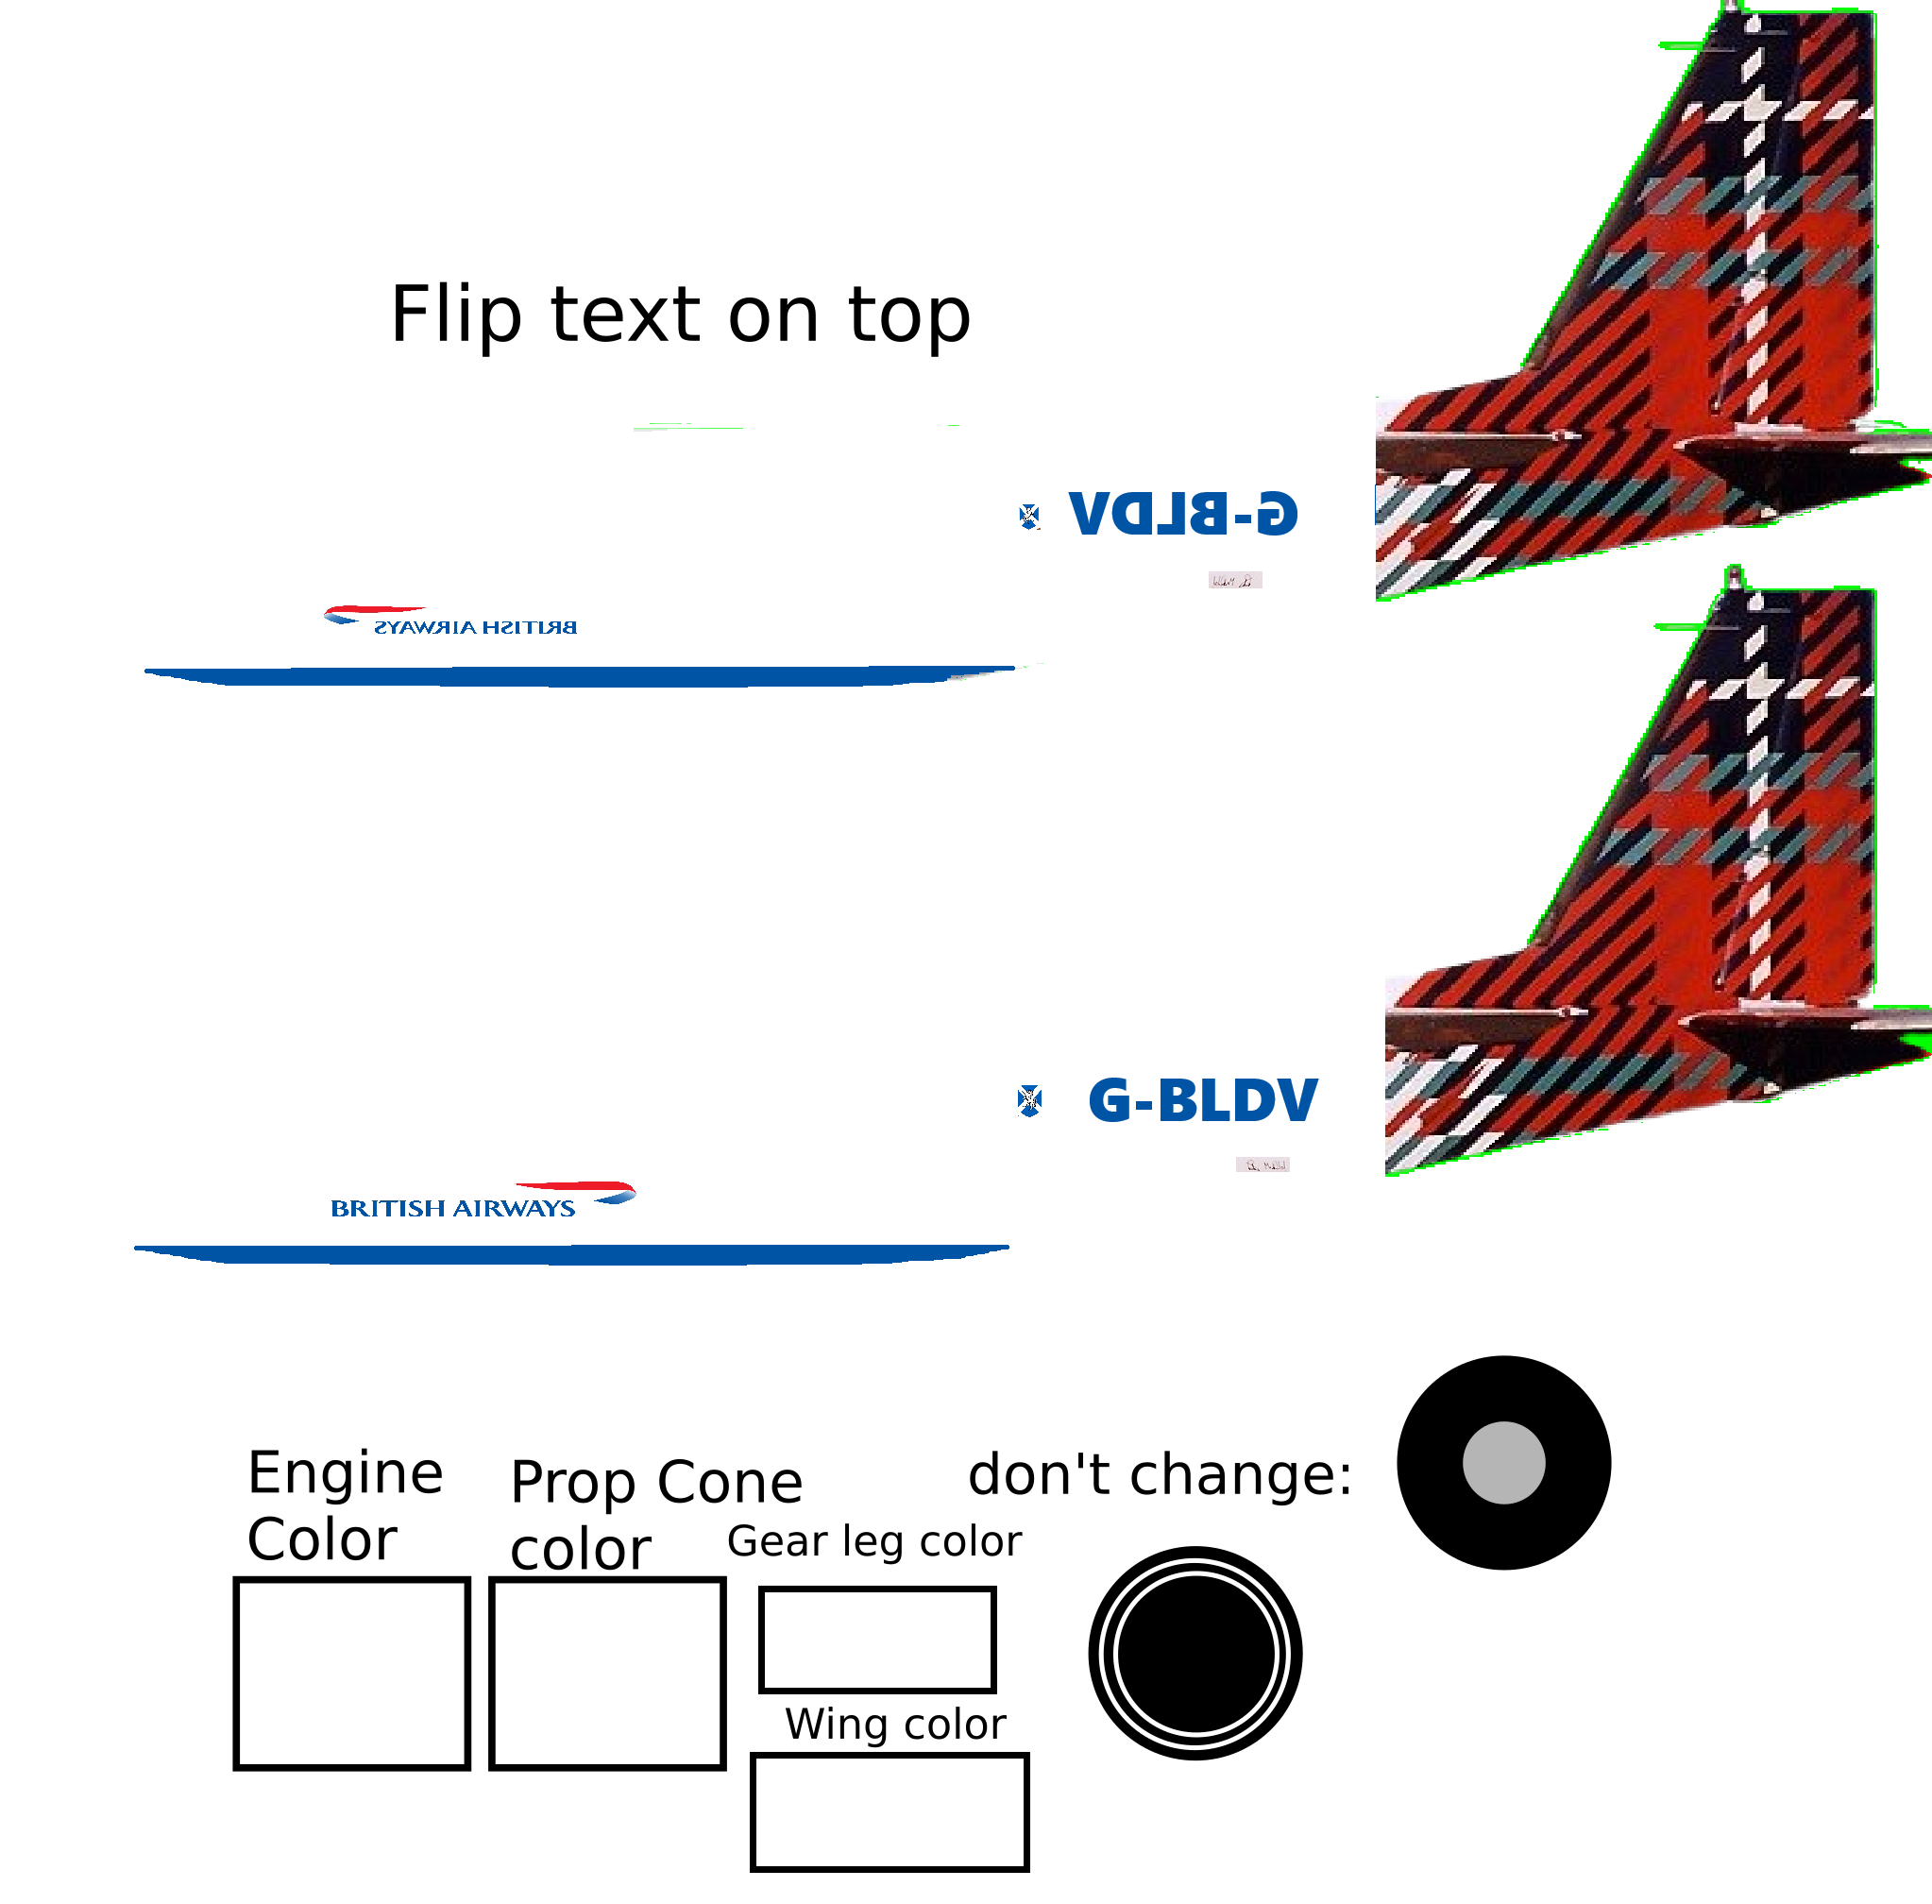 Flip text on top
G-BLDV
BRITISH AIRWAYS
G-BLDV
BRITISH AIRWAYS
Engine
Color
Prop Cone
color
don't change:
Gear leg color
Wing color